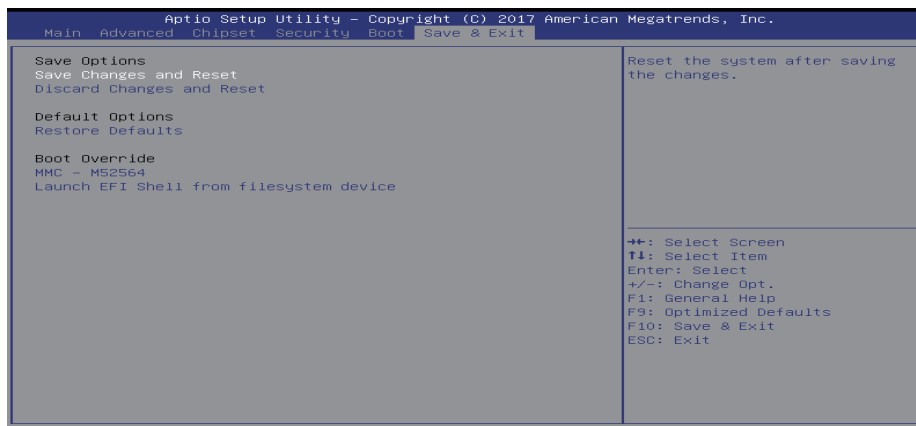 Aptio Setup Utility – Copyright (C) 2017 American Megatrends, Inc.
Main Advanced Chipset Security Boot Save & Exit
Save Options
Save Changes and Reset
Discard Changes and Reset
Default Options
Restore Defaults
Boot Override
MMC – M52564
Launch EFI Shell from filesystem device
Reset the system after saving
the changes.
→←: Select Screen
↑↓: Select Item
Enter: Select
+/-: Change Opt.
F1: General Help
F9: Optimized Defaults
F10: Save & Exit
ESC: Exit